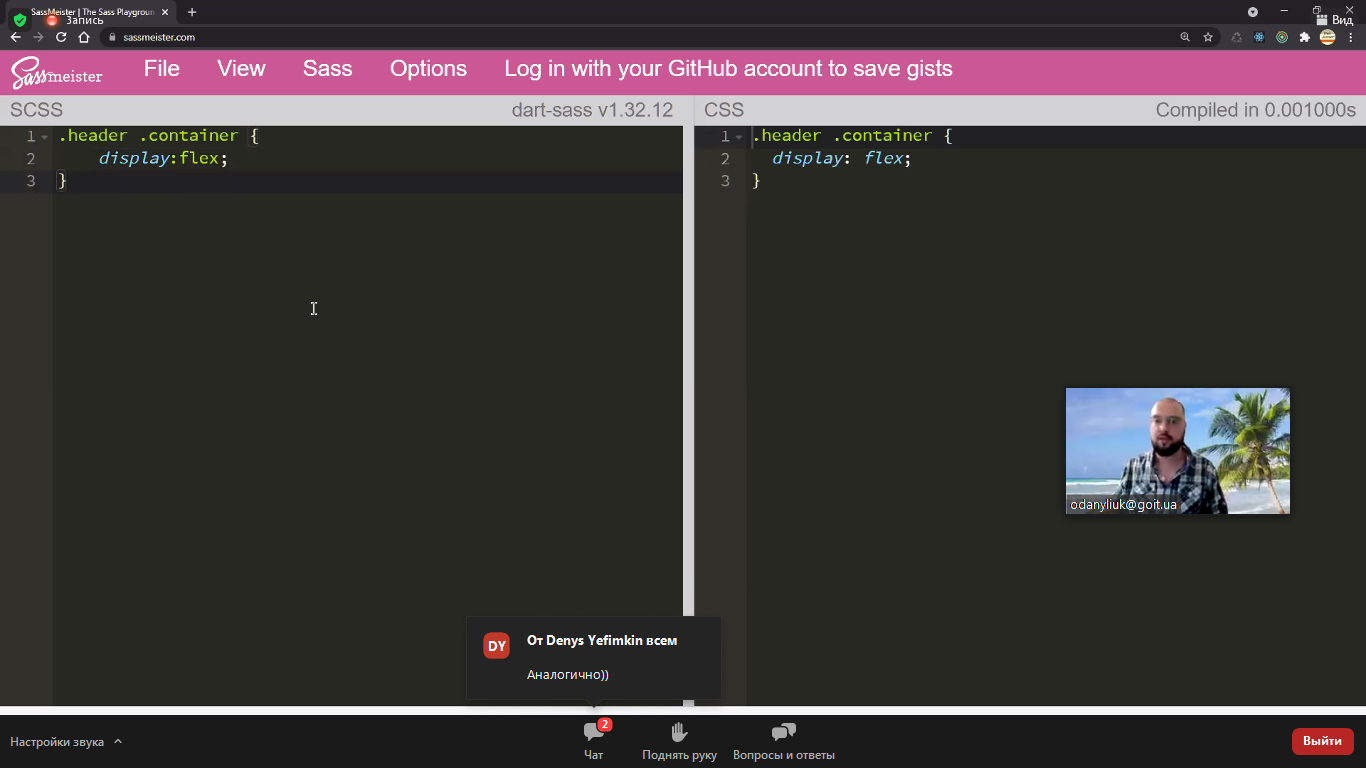 SassMeister | The Sass Playgroun
Запись
Вид
sassmeister.com
Sassmeister
File View Sass Options Log in with your GitHub account to save gists
SCSS dart-sass v1.32.12
CSS Compiled in 0.001000s
1 .header .container {
2 display:flex;
3 }
1 .header .container {
2 display: flex;
3 }
odanyliuk@goit.ua
DY
От Denys Yefimkin всем
Аналогично))
Настройки звука
2
Чат
Поднять руку
Вопросы и ответы
Выйти